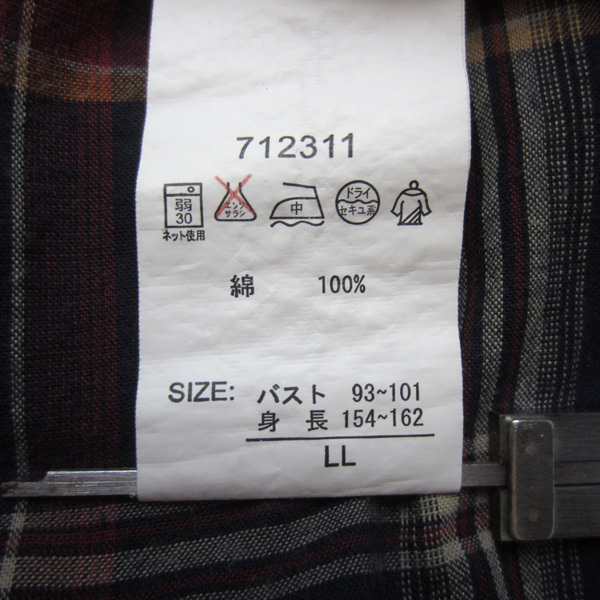 712311
弱 30 エンソ サラシ 中 ドライ セキユ系
ネット使用
綿 100%
SIZE: バスト 93~101
身長 154~162
LL